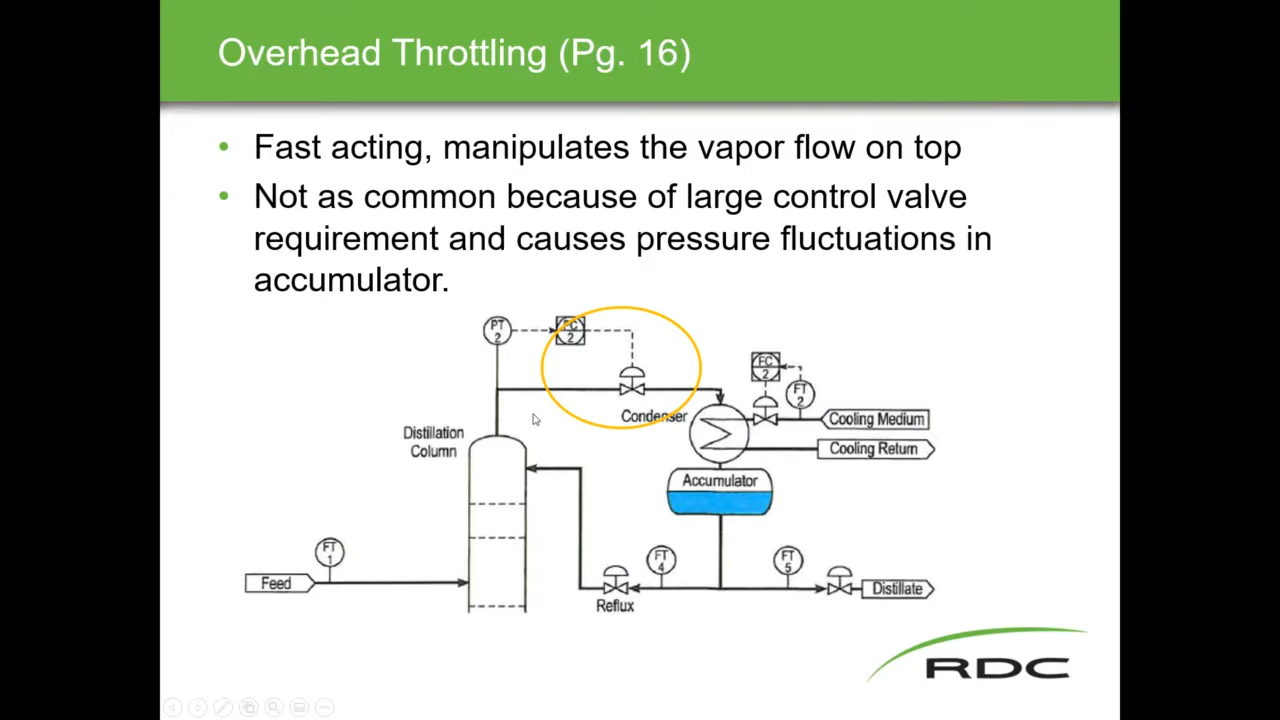 Overhead Throttling (Pg. 16)
• Fast acting, manipulates the vapor flow on top
• Not as common because of large control valve
requirement and causes pressure fluctuations in
accumulator.
PT
2
PC
2
FC
2
FT
2
Condenser
Cooling Medium
Cooling Return
Distillation
Column
Accumulator
FT
1
FT
4
FT
5
Feed
Distillate
Reflux
RDC